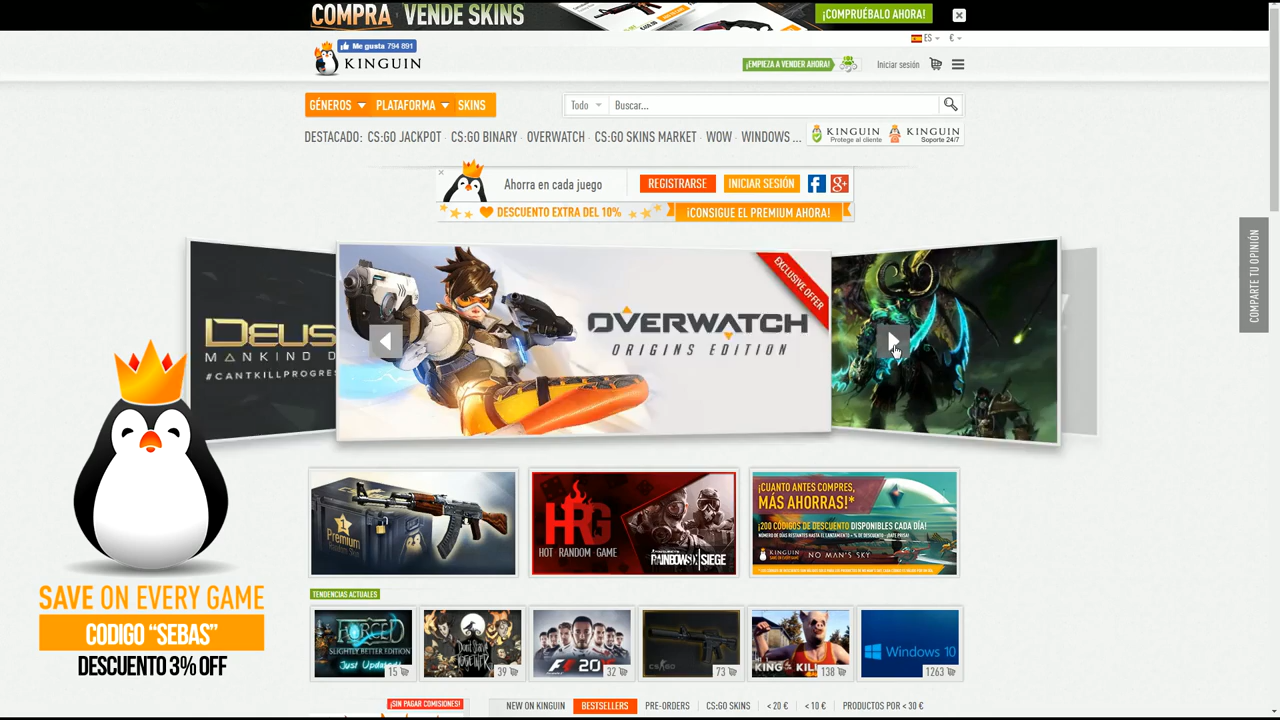 COMPRA VENDE SKINS
¡COMPRUÉBALO AHORA!
Me gusta 794 891
ES
€
KINGUIN
¡EMPIEZA A VENDER AHORA!
Iniciar sesión
GÉNEROS PLATAFORMA SKINS
Todo
Buscar...
DESTACADO: CS:GO JACKPOT CS:GO BINARY OVERWATCH CS:GO SKINS MARKET WOW WINDOWS ...
KINGUIN
Protege al cliente
KINGUIN
Soporte 24/7
Ahorra en cada juego
REGISTRARSE
INICIAR SESIÓN
DESCUENTO EXTRA DEL 10%
¡CONSIGUE EL PREMIUM AHORA!
COMPARTE TU OPINIÓN
DEUS
MANKIND D
#CANTKILLPROGRE
EXCLUSIVE OFFER
OVERWATCH
ORIGINS EDITION
1
Premium
HRG
HOT RANDOM GAME
RAINBOW SIX SIEGE
¡CUANTO ANTES COMPRES,
MÁS AHORRAS!*
¡200 CÓDIGOS DE DESCUENTO DISPONIBLES CADA DÍA!
KINGUIN
NO MAN'S SKY
SAVE ON EVERY GAME
CODIGO "SEBAS"
DESCUENTO 3% OFF
TENDENCIAS ACTUALES
FORCED
SLIGHTLY BETTER EDITION
Just Updated!
15
Don't Starve
TOGETHER
39
F1 20
32
CS:GO
73
KING KILL
138
Windows 10
1263
¡SIN PAGAR COMISIONES!
NEW ON KINGUIN BESTSELLERS PRE-ORDERS CS:GO SKINS < 20 € < 10 € PRODUCTOS POR < 30 €